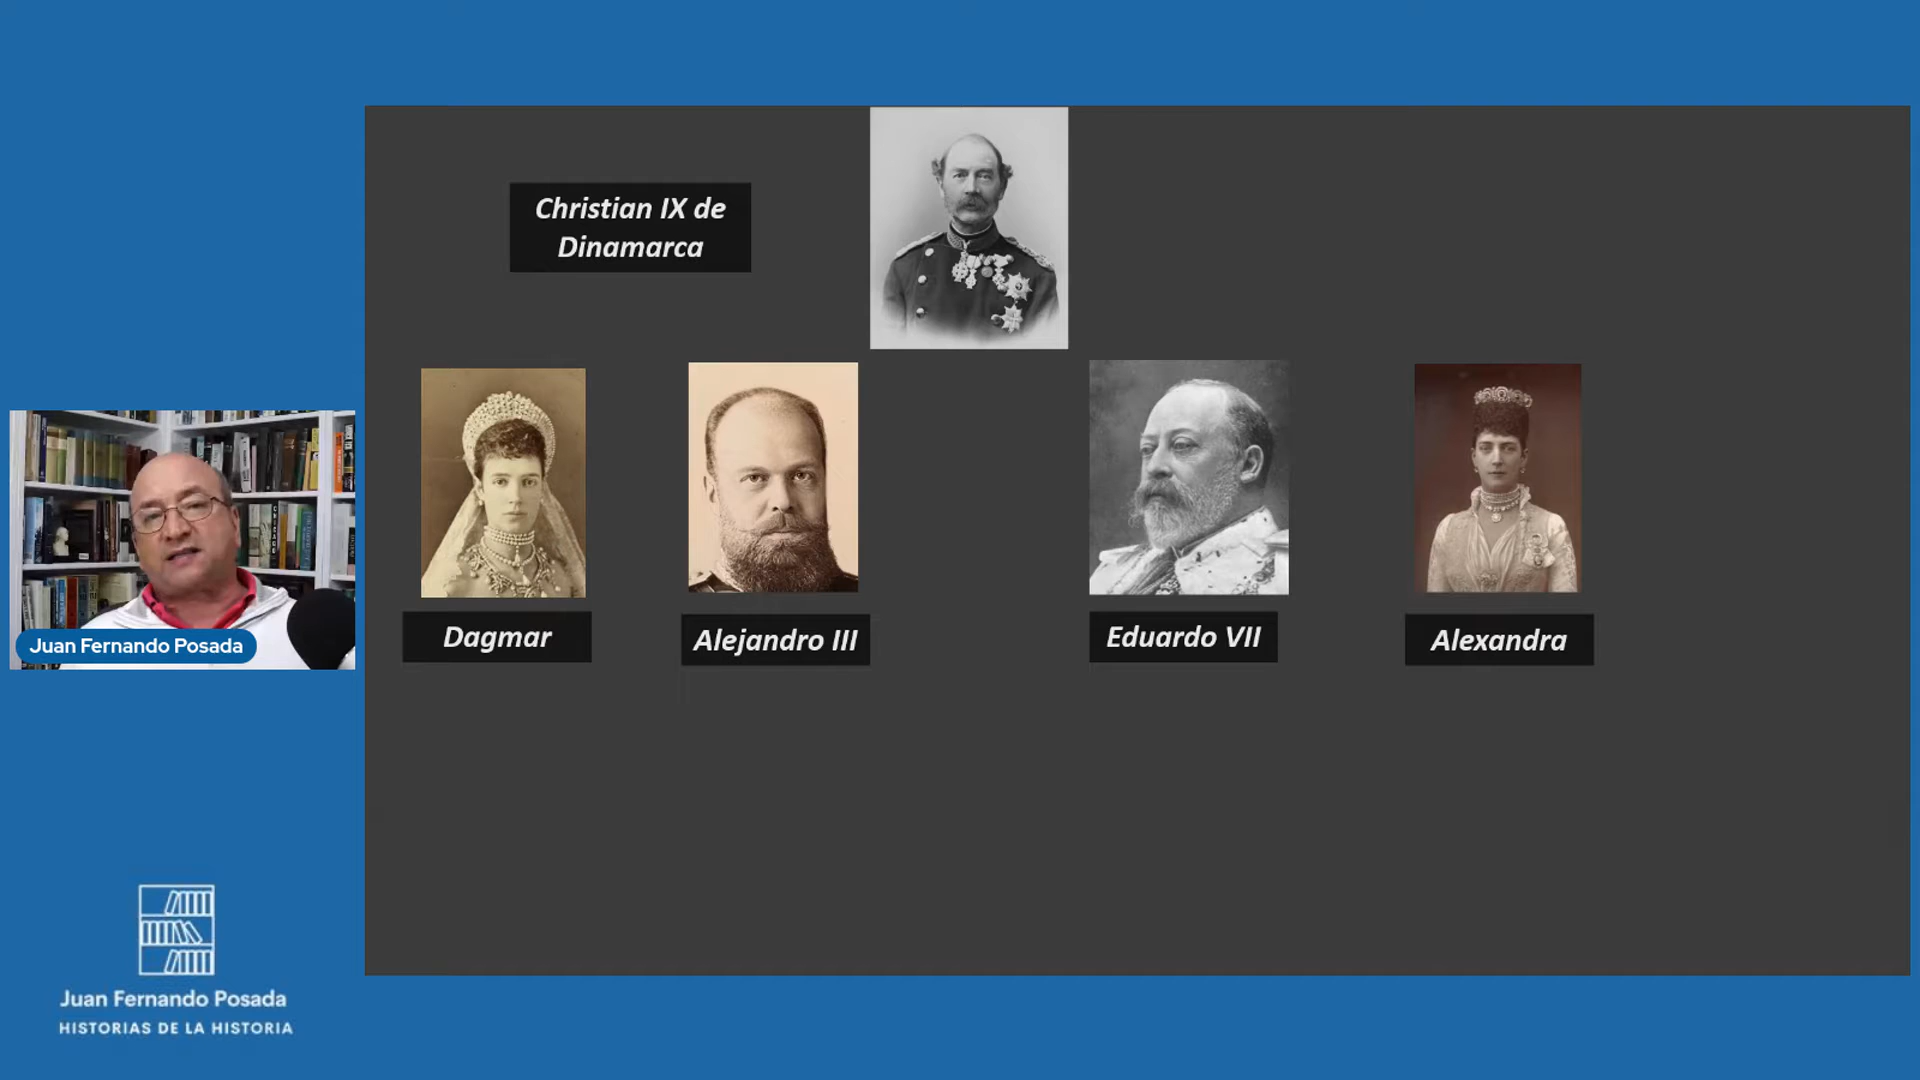 Christian IX de
Dinamarca
Dagmar
Alejandro III
Eduardo VII
Alexandra
Juan Fernando Posada
Juan Fernando Posada
HISTORIAS DE LA HISTORIA